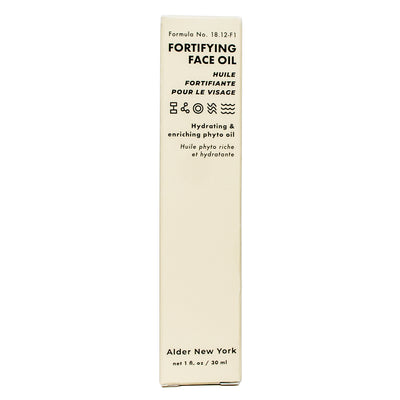 Formula No. 18:12-F1
FORTIFYING
FACE OIL
HUILE
FORTIFIANTE
POUR LE VISAGE
Hydrating &
enriching phyto oil
Huile phyto riche
et hydratante
Alder New York
net 1 fl. oz / 30 ml